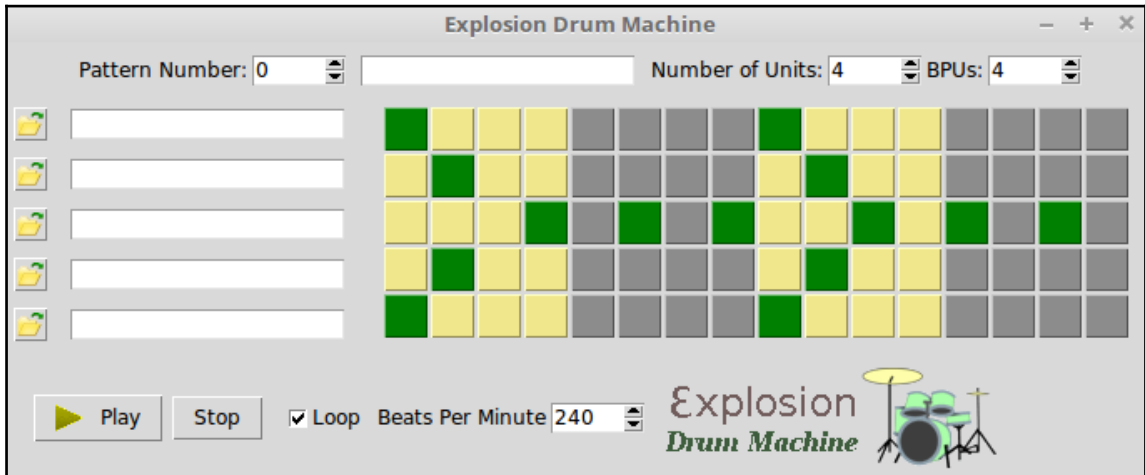 Explosion Drum Machine
Pattern Number: 0 Number of Units: 4 BPUs: 4
Play Stop Loop Beats Per Minute 240
Explosion
Drum Machine